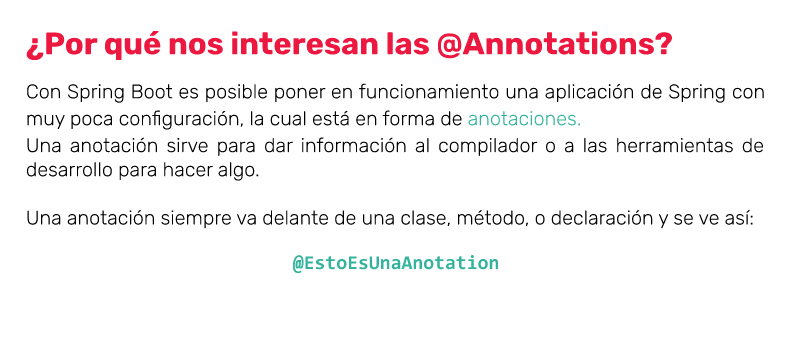 ¿Por qué nos interesan las @Annotations?
Con Spring Boot es posible poner en funcionamiento una aplicación de Spring con
muy poca configuración, la cual está en forma de anotaciones.
Una anotación sirve para dar información al compilador o a las herramientas de
desarrollo para hacer algo.
Una anotación siempre va delante de una clase, método, o declaración y se ve así:
@EstoEsUnaAnotation